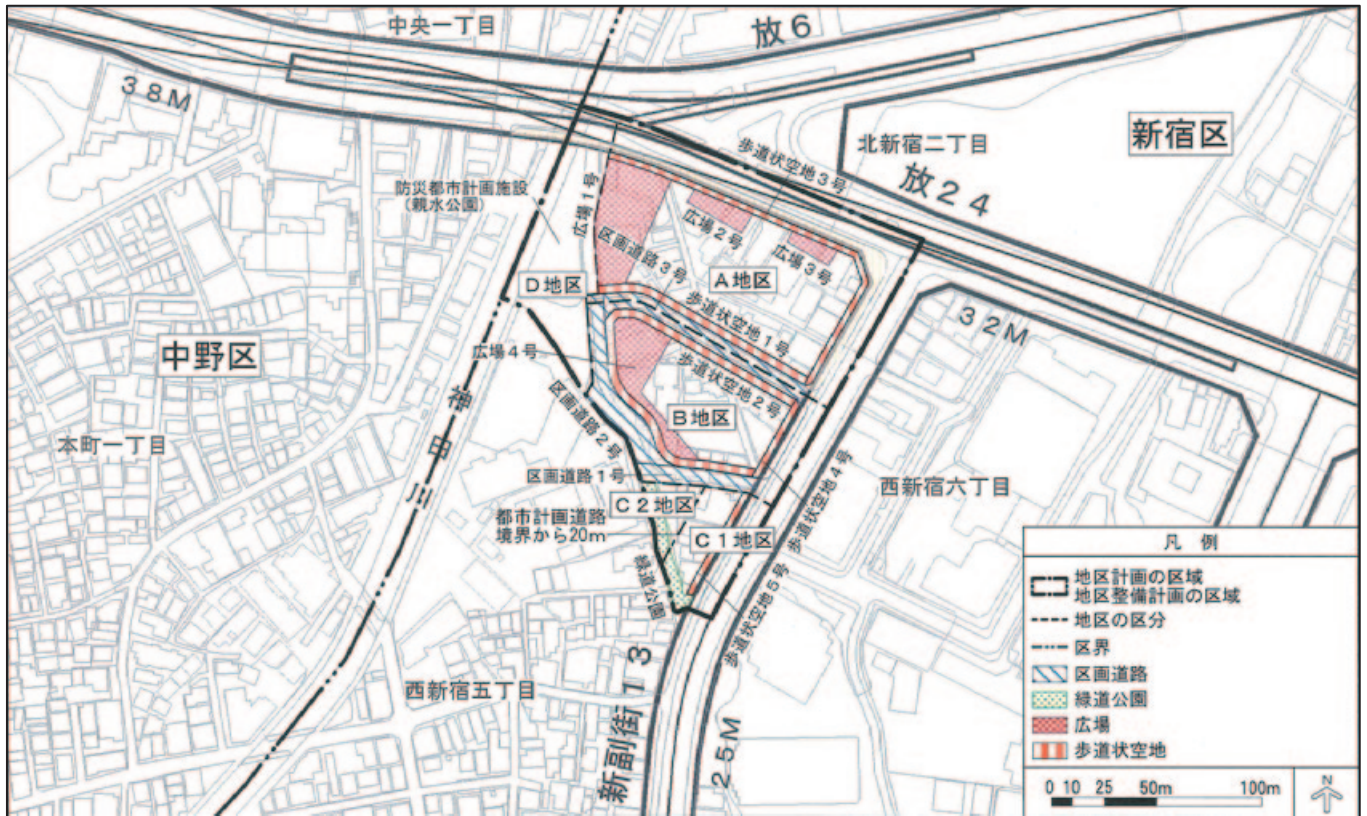 中央一丁目
放6
38M
新宿区
北新宿二丁目
歩道状空地3号
放24
防災都市計画施設
(親水公園)
広場1号
広場2号
広場3号
区画道路3号
A地区
D地区
歩道状空地1号
32M
中野区
広場4号
歩道状空地2号
神田川
区画道路2号
B地区
本町一丁目
区画道路1号
歩道状空地4号
西新宿六丁目
C2地区
都市計画道路
境界から20m
C1地区
緑道公園
歩道状空地5号
西新宿五丁目
新副街13
25M
凡例
地区計画の区域
地区整備計画の区域
地区の区分
区界
区画道路
緑道公園
広場
歩道状空地
0 10 25 50m 100m
N